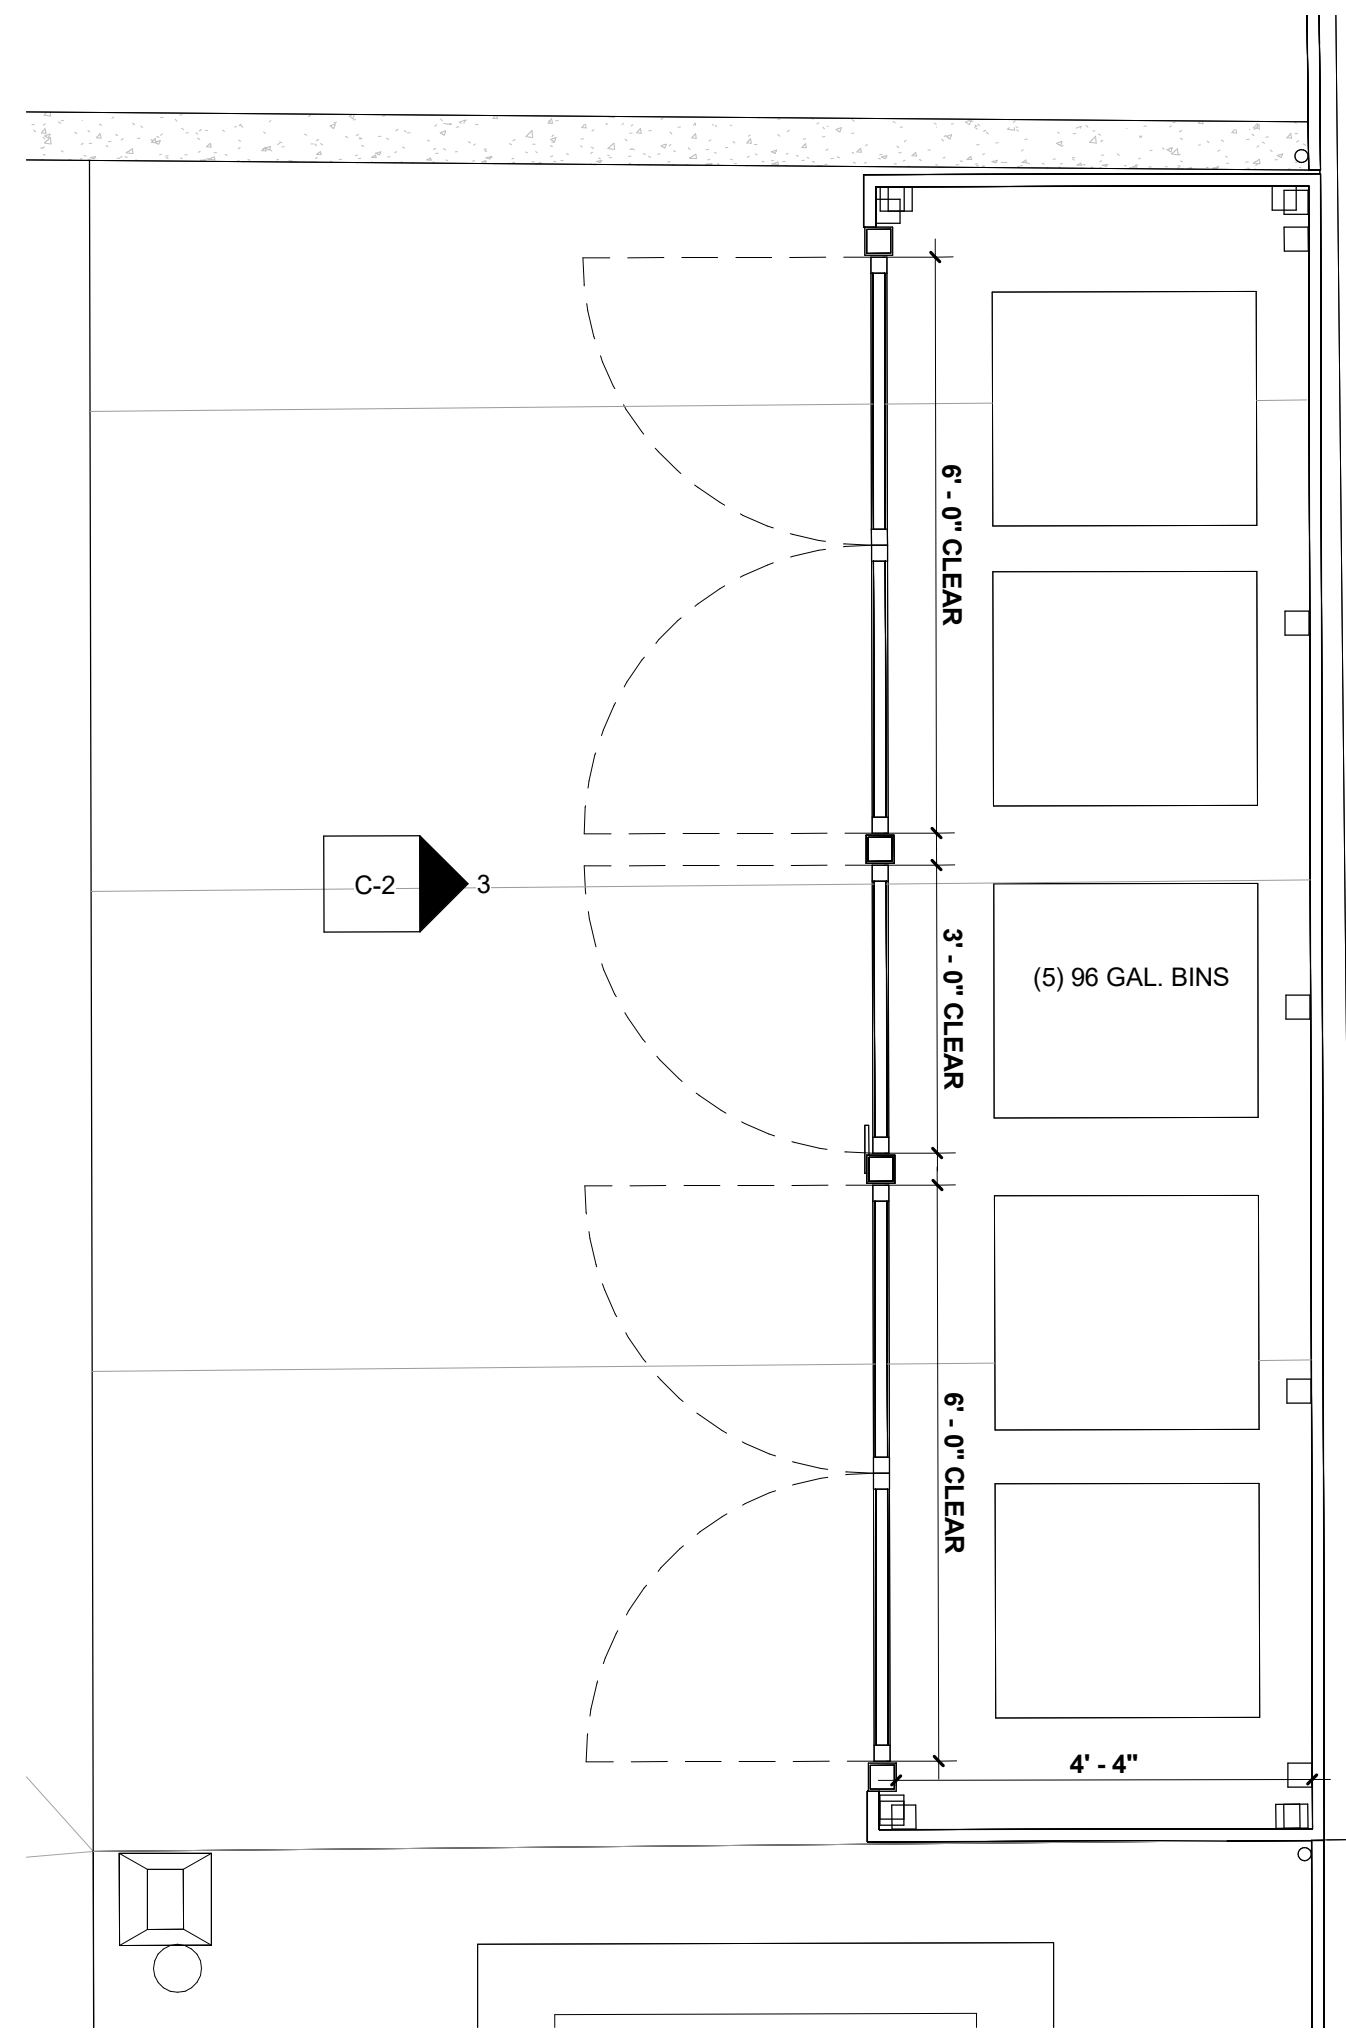 6' - 0" CLEAR
C-2
3
3' - 0" CLEAR
(5) 96 GAL. BINS
6' - 0" CLEAR
4' - 4"